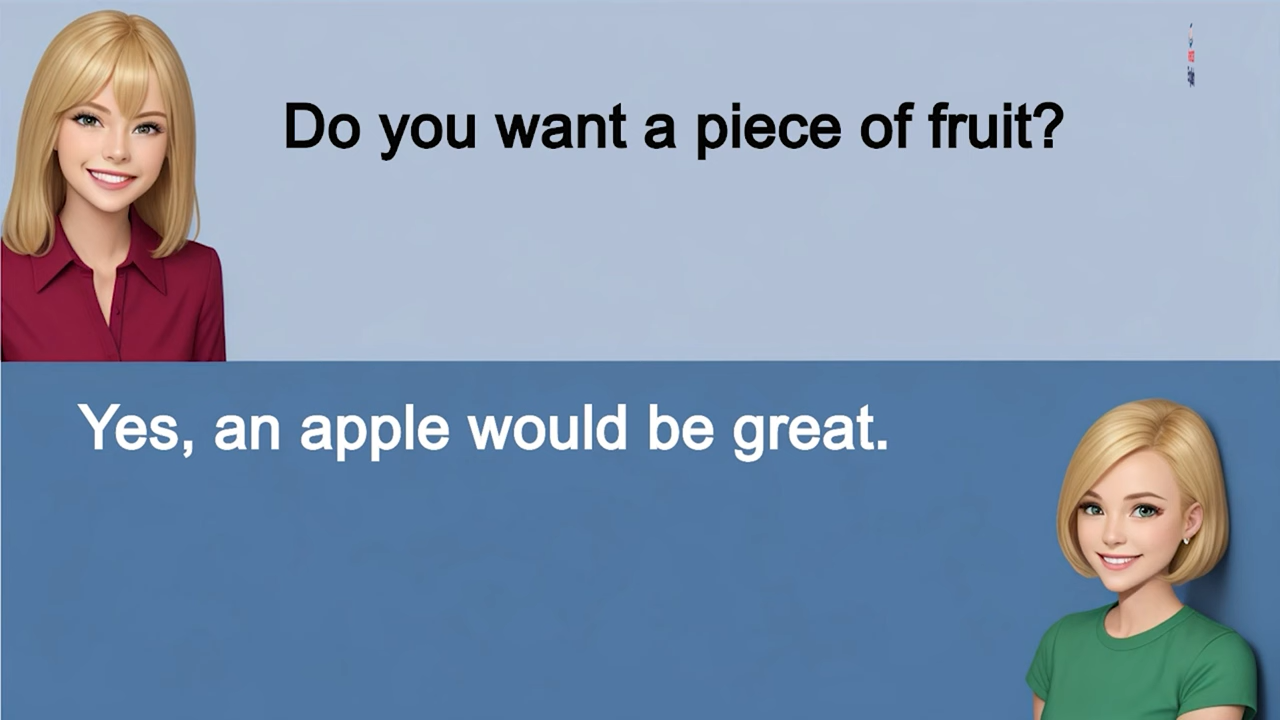 Do you want a piece of fruit?
Yes, an apple would be great.